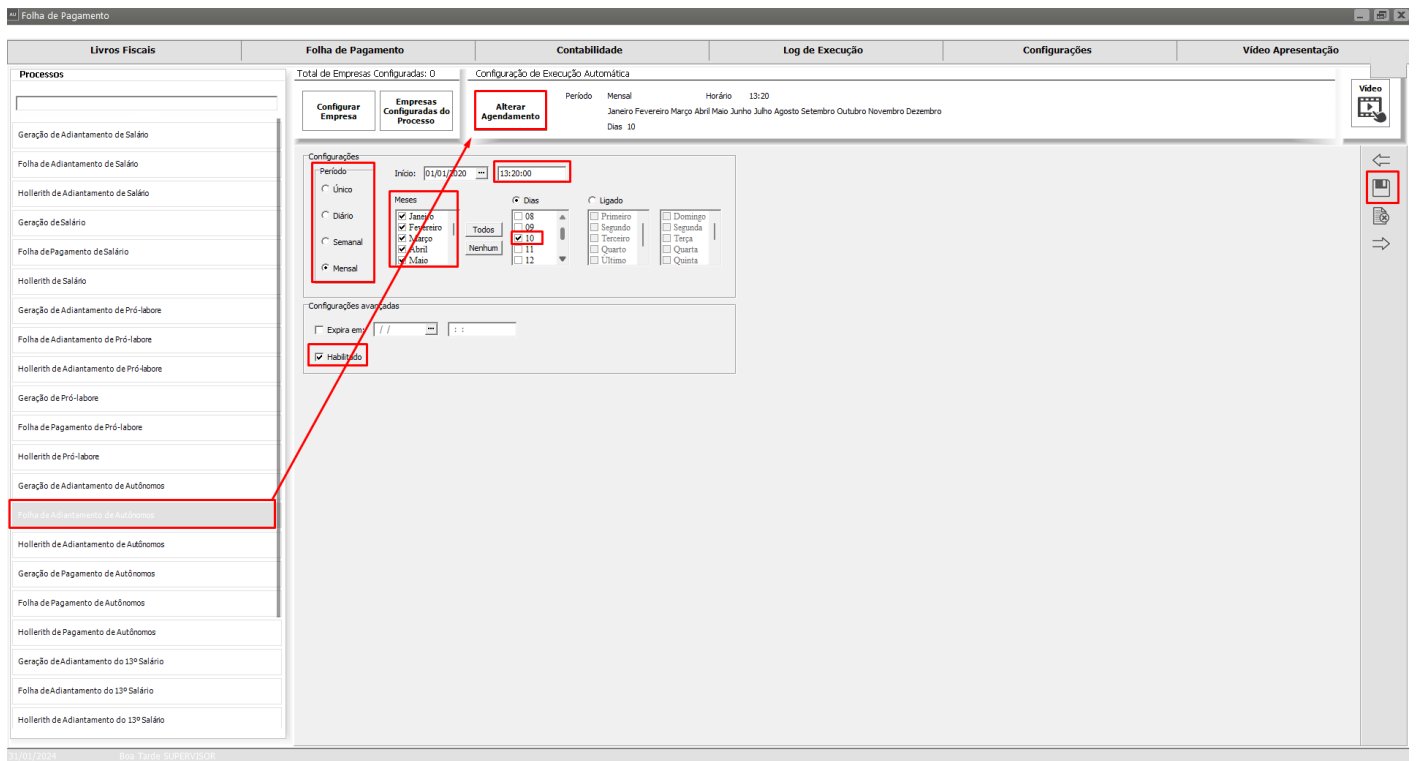 AU Folha de Pagamento
Livros Fiscais Folha de Pagamento Contabilidade Log de Execução Configurações Vídeo Apresentação
Processos
Geração de Adiantamento de Salário
Folha de Adiantamento de Salário
Hollerith de Adiantamento de Salário
Geração de Salário
Folha de Pagamento de Salário
Hollerith de Salário
Geração de Adiantamento de Pró-labore
Folha de Adiantamento de Pró-labore
Hollerith de Adiantamento de Pró-labore
Geração de Pró-labore
Folha de Pagamento de Pró-labore
Hollerith de Pró-labore
Geração de Adiantamento de Autônomos
Folha de Adiantamento de Autônomos
Hollerith de Adiantamento de Autônomos
Geração de Pagamento de Autônomos
Folha de Pagamento de Autônomos
Hollerith de Pagamento de Autônomos
Geração de Adiantamento do 13º Salário
Folha de Adiantamento do 13º Salário
Hollerith de Adiantamento do 13º Salário
Total de Empresas Configuradas: 0
Configurar
Empresa
Empresas
Configuradas do
Processo
Configuração de Execução Automática
Alterar
Agendamento
Período Mensal Horário 13:20
Janeiro Fevereiro Março Abril Maio Junho Julho Agosto Setembro Outubro Novembro Dezembro
Dias 10
Vídeo
Configurações
Período
Único
Diário
Semanal
Mensal
Início: 01/01/2020 ... 13:20:00
Meses
Janeiro
Fevereiro
Março
Abril
Maio
Todos
Nenhum
Dias
08
09
10
11
12
Ligado
Primeiro
Segundo
Terceiro
Quarto
Último
Domingo
Segunda
Terça
Quarta
Quinta
Configurações avançadas
Expira em: / / ... : :
Habilitado
31/01/2024 Boa Tarde SUPERVISOR